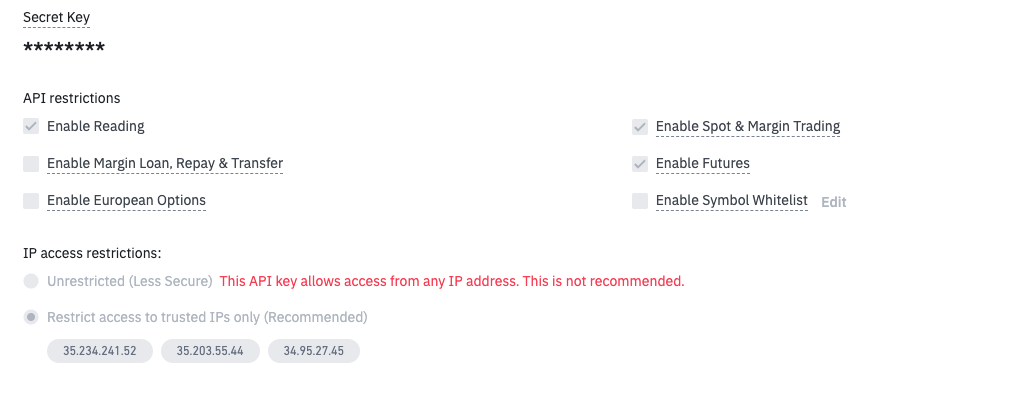 Secret Key
********
API restrictions
Enable Reading
Enable Spot & Margin Trading
Enable Margin Loan, Repay & Transfer
Enable Futures
Enable European Options
Enable Symbol Whitelist Edit
IP access restrictions:
Unrestricted (Less Secure) This API key allows access from any IP address. This is not recommended.
Restrict access to trusted IPs only (Recommended)
35.234.241.52 35.203.55.44 34.95.27.45